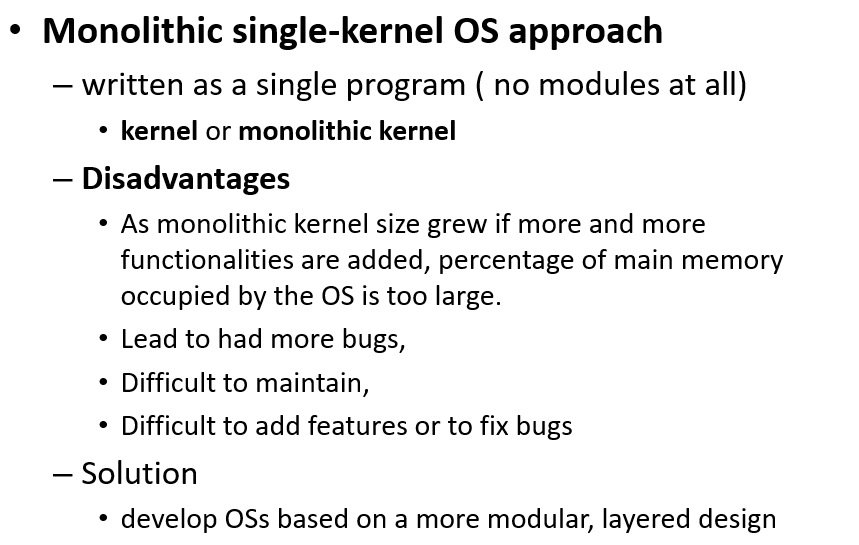 • Monolithic single-kernel OS approach
– written as a single program ( no modules at all)
• kernel or monolithic kernel
– Disadvantages
• As monolithic kernel size grew if more and more
functionalities are added, percentage of main memory
occupied by the OS is too large.
• Lead to had more bugs,
• Difficult to maintain,
• Difficult to add features or to fix bugs
– Solution
• develop OSs based on a more modular, layered design